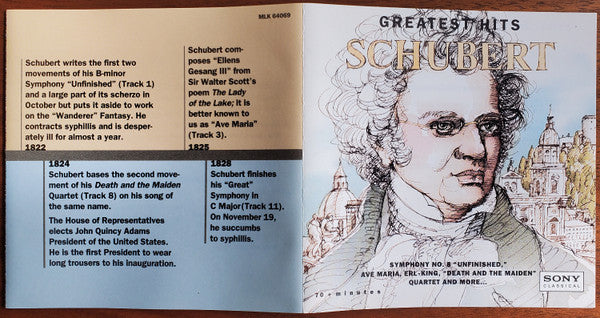 MLK 64069
Schubert writes the first two
movements of his B-minor
Symphony "Unfinished" (Track 1)
and a large part of its scherzo in
October but puts it aside to work
on the "Wanderer" Fantasy. He
contracts syphillis and is desper-
ately ill for almost a year.
1822
Schubert com-
poses "Ellens
Gesang III" from
Sir Walter Scott's
poem The Lady
of the Lake; it is
better known to
us as "Ave Maria"
(Track 3).
1825
1824
Schubert bases the second move-
ment of his Death and the Maiden
Quartet (Track 8) on his song of
the same name.
The House of Representatives
elects John Quincy Adams
President of the United States.
He is the first President to wear
long trousers to his inauguration.
1828
Schubert finishes
his "Great"
Symphony in
C Major(Track 11).
On November 19,
he succumbs
to syphillis.
GREATEST HITS
SCHUBERT
SYMPHONY NO. 8 "UNFINISHED,"
AVE MARIA, ERL-KING, "DEATH AND THE MAIDEN"
QUARTET AND MORE...
70+minutes
SONY
CLASSICAL